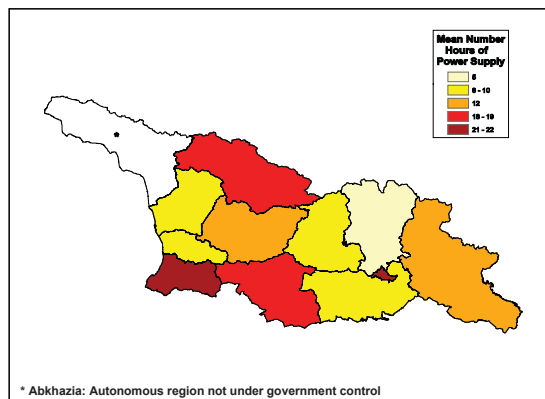 Mean Number
Hours of
Power Supply
6
8 - 10
12
18 - 19
21 - 22
*
* Abkhazia: Autonomous region not under government control